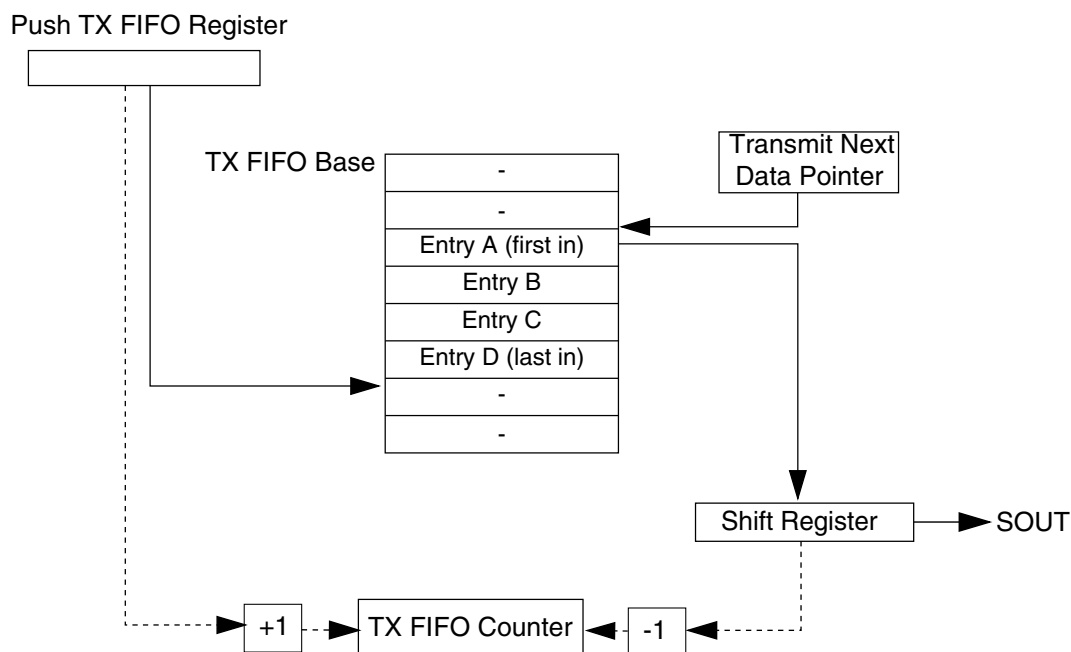 Push TX FIFO Register
TX FIFO Base
-
-
Entry A (first in)
Entry B
Entry C
Entry D (last in)
-
-
Transmit Next
Data Pointer
Shift Register
SOUT
+1
TX FIFO Counter
-1